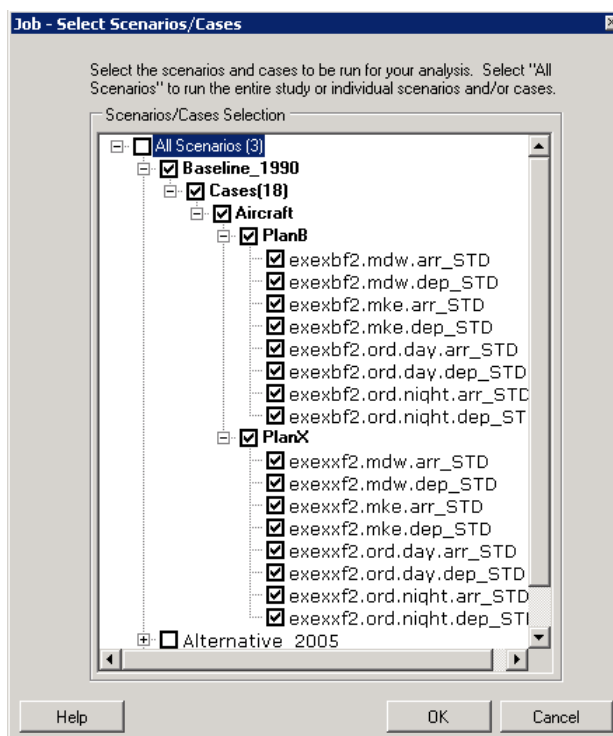 Job - Select Scenarios/Cases
Select the scenarios and cases to be run for your analysis. Select "All
Scenarios" to run the entire study or individual scenarios and/or cases.
Scenarios/Cases Selection
All Scenarios (3)
Baseline_1990
Cases(18)
Aircraft
PlanB
exexbf2.mdw.arr_STD
exexbf2.mdw.dep_STD
exexbf2.mke.arr_STD
exexbf2.mke.dep_STD
exexbf2.ord.day.arr_STD
exexbf2.ord.day.dep_STD
exexbf2.ord.night.arr_STD
exexbf2.ord.night.dep_ST
PlanX
exexxf2.mdw.arr_STD
exexxf2.mdw.dep_STD
exexxf2.mke.arr_STD
exexxf2.mke.dep_STD
exexxf2.ord.day.arr_STD
exexxf2.ord.day.dep_STD
exexxf2.ord.night.arr_STD
exexxf2.ord.night.dep_ST
Alternative_2005
Help
OK
Cancel